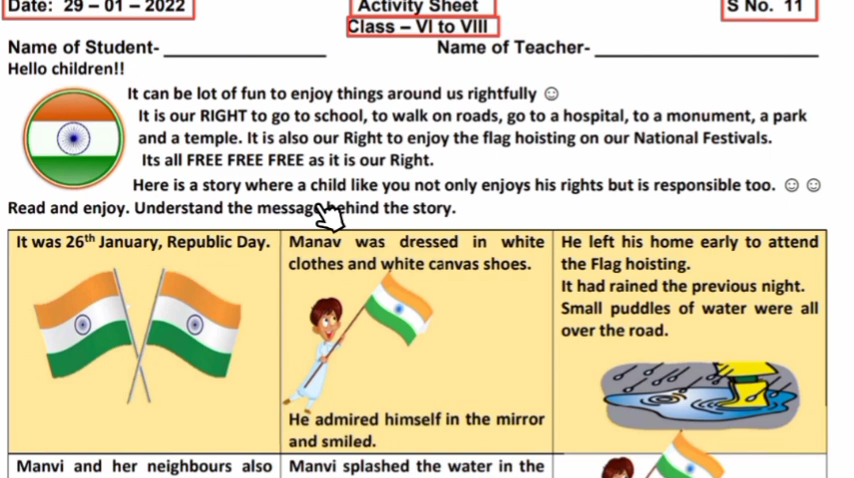 Date: 29 – 01 – 2022
Activity Sheet
S No. 11
Class – VI to VIII
Name of Student- ____________________
Name of Teacher- ____________________
Hello children!!
It can be lot of fun to enjoy things around us rightfully ☺
It is our RIGHT to go to school, to walk on roads, go to a hospital, to a monument, a park
and a temple. It is also our Right to enjoy the flag hoisting on our National Festivals.
Its all FREE FREE FREE as it is our Right.
Here is a story where a child like you not only enjoys his rights but is responsible too. ☺ ☺
Read and enjoy. Understand the message behind the story.
It was 26th January, Republic Day.
Manav was dressed in white
clothes and white canvas shoes.
He admired himself in the mirror
and smiled.
He left his home early to attend
the Flag hoisting.
It had rained the previous night.
Small puddles of water were all
over the road.
Manvi and her neighbours also
Manvi splashed the water in the